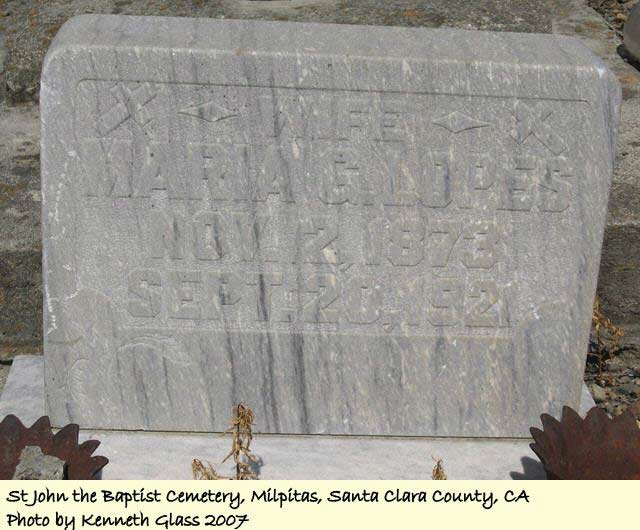 WIFE
MARIA G. LOPES
NOV. 2, 1873
SEPT. 20, 1921
St John the Baptist Cemetery, Milpitas, Santa Clara County, CA
Photo by Kenneth Glass 2007